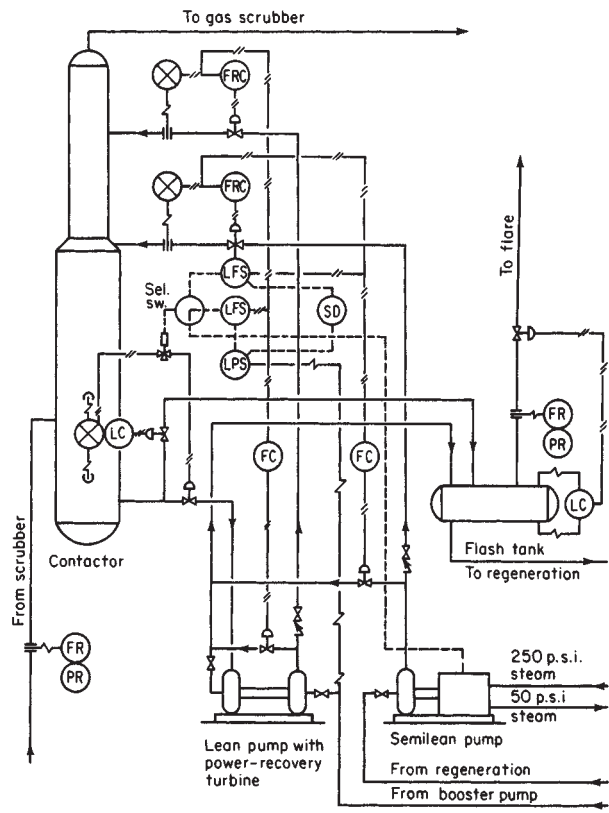 To gas scrubber
FRC
FRC
LFS
Sel.
sw.
LFS
SD
LPS
To flare
LC
FR
PR
FC
FC
LC
Flash tank
To regeneration
Contactor
From scrubber
FR
PR
250 p.s.i.
steam
50 p.s.i
steam
Lean pump with
power-recovery
turbine
Semilean pump
From regeneration
From booster pump